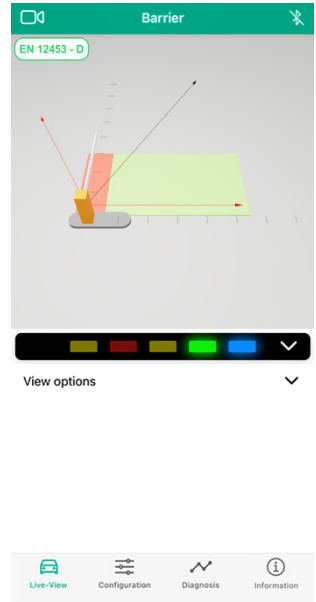 Barrier
EN 12453 - D
View options
Live-View
Configuration
Diagnosis
Information